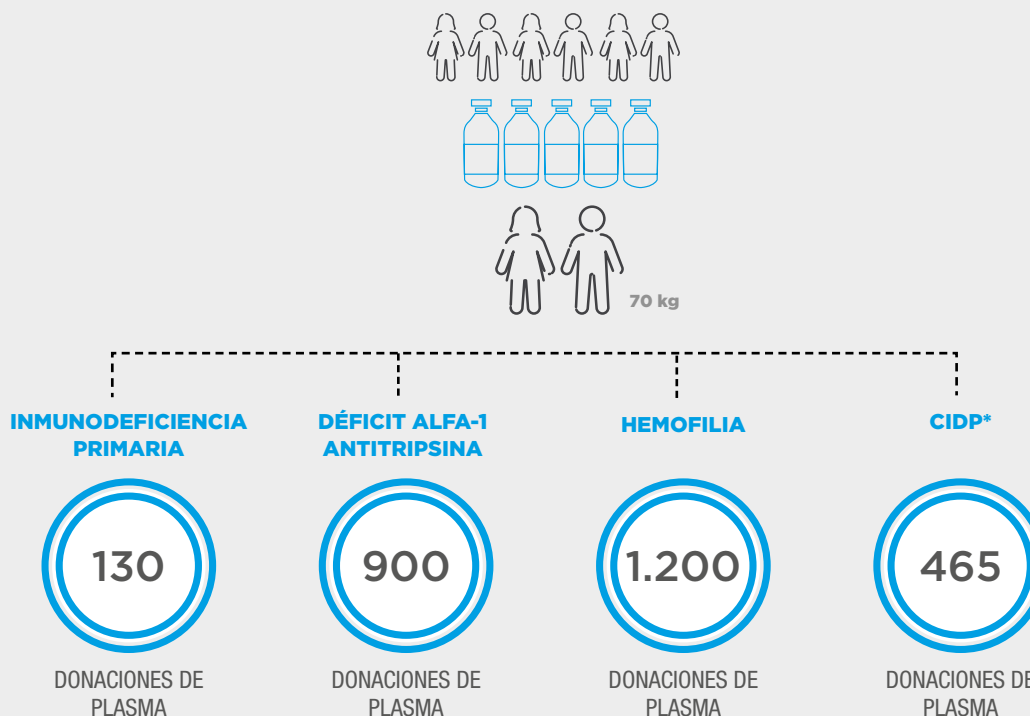 70 kg
INMUNODEFICIENCIA
PRIMARIA
DÉFICIT ALFA-1
ANTITRIPSINA
HEMOFILIA
CIDP*
130
900
1.200
465
DONACIONES DE
PLASMA
DONACIONES DE
PLASMA
DONACIONES DE
PLASMA
DONACIONES DE
PLASMA